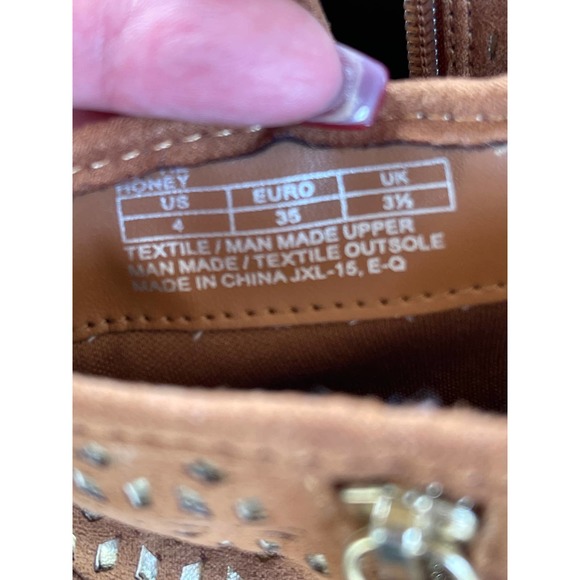 HONEY
US EURO UK
4 35 3½
TEXTILE / MAN MADE UPPER
MAN MADE / TEXTILE OUTSOLE
MADE IN CHINA JXL-15, E-Q